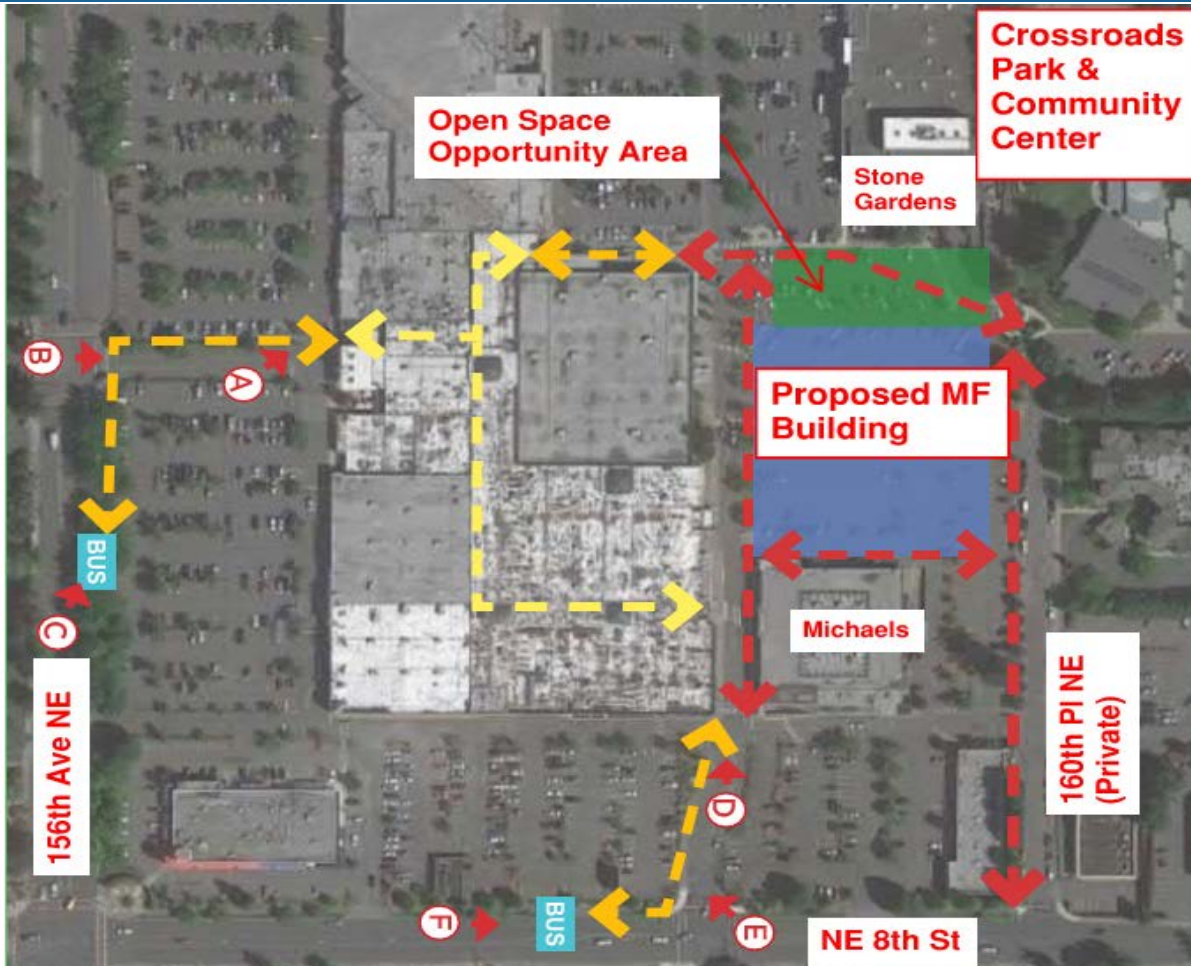 Crossroads
Park &
Community
Center
Open Space
Opportunity Area
Stone
Gardens
B
A
Proposed MF
Building
BUS
C
Michaels
156th Ave NE
160th Pl NE
(Private)
D
F
BUS
E
NE 8th St